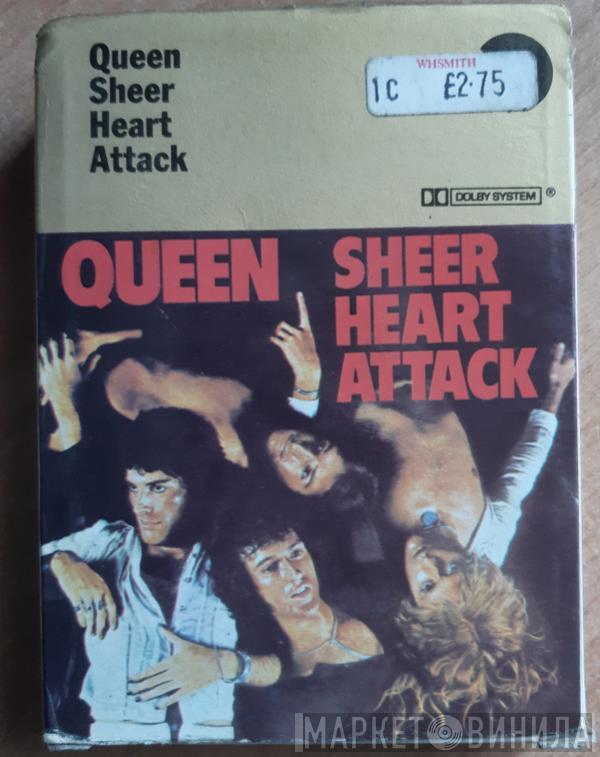 Queen
Sheer
Heart
Attack
WHSMITH
1C £2·75
DOLBY SYSTEM ®
QUEEN
SHEER
HEART
ATTACK
МАРКЕТ ВИНИЛА